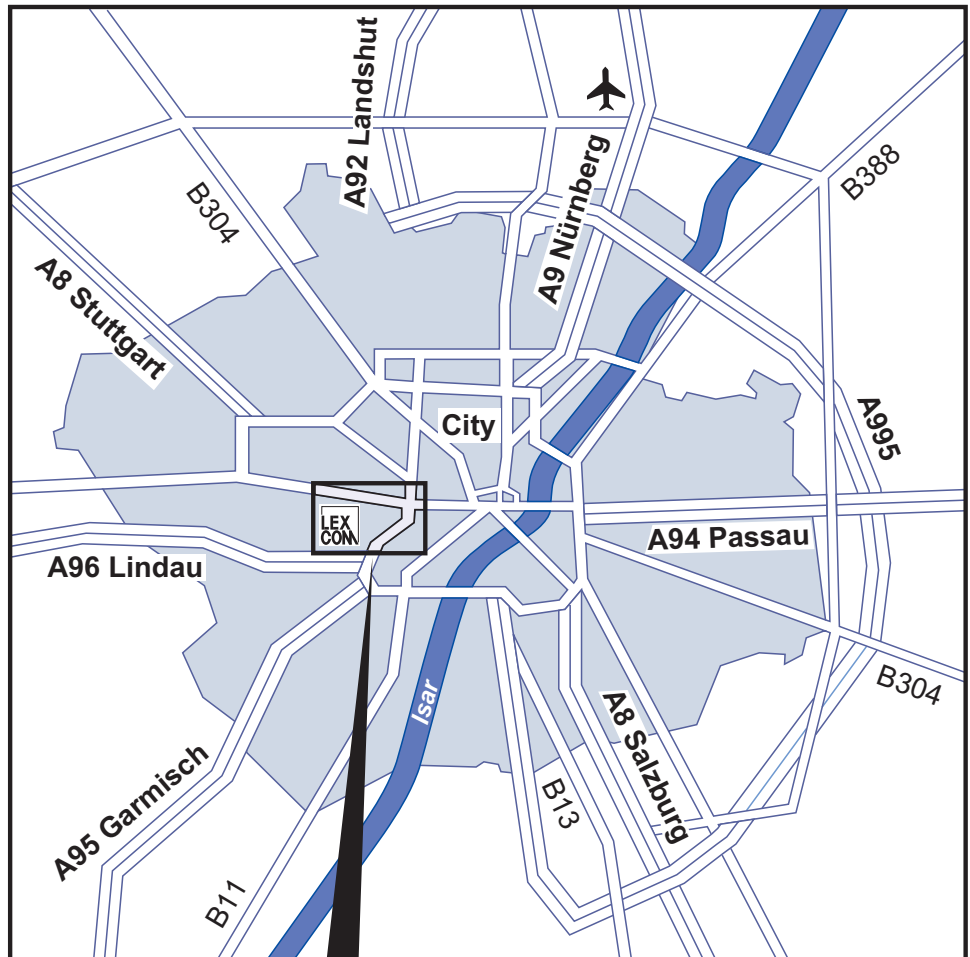 A92 Landshut
B304
A9 Nürnberg
B388
A8 Stuttgart
City
A995
LEX
COM
A94 Passau
A96 Lindau
B304
Isar
A8 Salzburg
B13
A95 Garmisch
B11